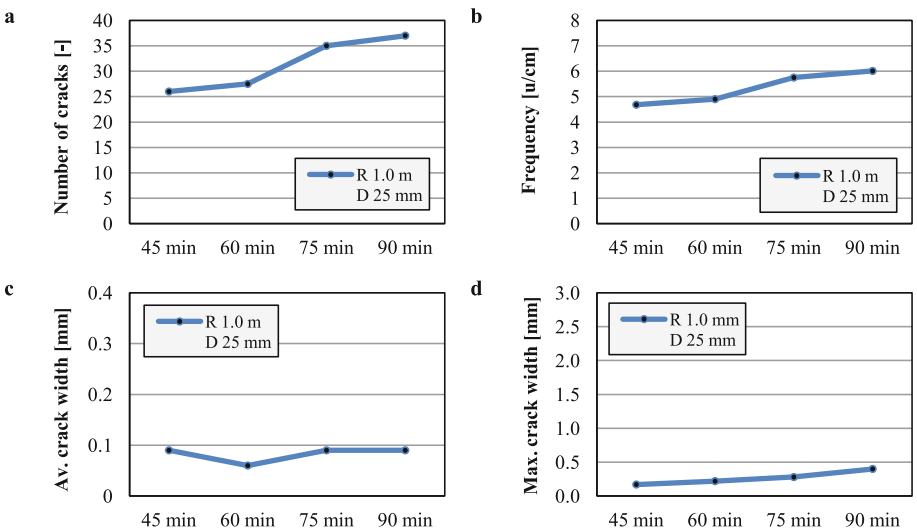 a
Number of cracks [-]
40
35
30
25
20
15
10
5
0
R 1.0 m
D 25 mm
45 min 60 min 75 min 90 min
b
Frequency [u/cm]
8
7
6
5
4
3
2
1
0
R 1.0 m
D 25 mm
45 min 60 min 75 min 90 min
c
Av. crack width [mm]
0.4
0.3
0.2
0.1
0
R 1.0 m
D 25 mm
45 min 60 min 75 min 90 min
d
Max. crack width [mm]
3.0
2.5
2.0
1.5
1.0
0.5
0.0
R 1.0 mm
D 25 mm
45 min 60 min 75 min 90 min